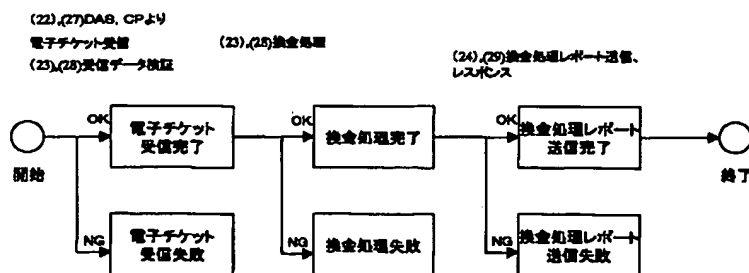 (22),(27)DAS, CPより
電子チケット受信
(23),(28)受信データ検証
(23),(28)換金処理
(24),(29)換金処理レポート送信、
レスポンス
OK
電子チケット
受信完了
OK
換金処理完了
OK
換金処理レポート
送信完了
開始
終了
NG
電子チケット
受信失敗
NG
換金処理失敗
NG
換金処理レポート
送信失敗